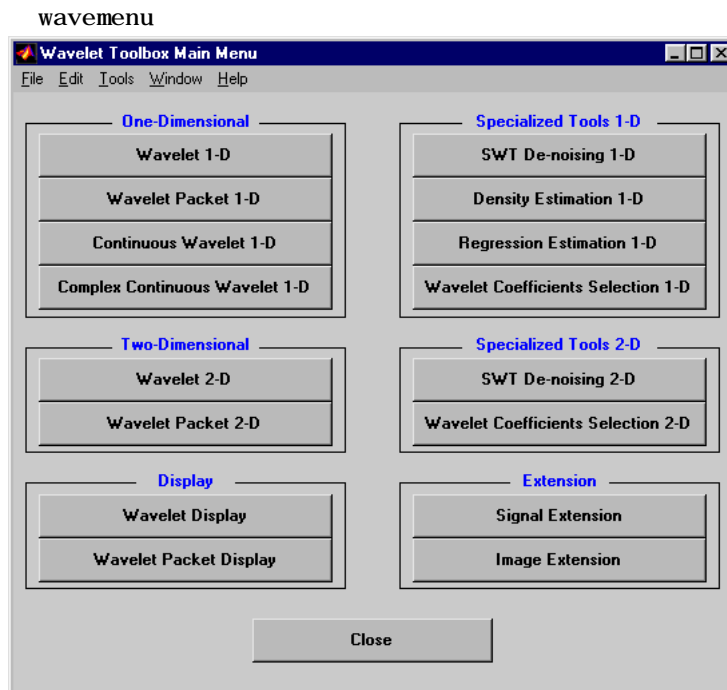 wavemenu
Wavelet Toolbox Main Menu
File Edit Tools Window Help
One-Dimensional
Wavelet 1-D
Wavelet Packet 1-D
Continuous Wavelet 1-D
Complex Continuous Wavelet 1-D
Specialized Tools 1-D
SWT De-noising 1-D
Density Estimation 1-D
Regression Estimation 1-D
Wavelet Coefficients Selection 1-D
Two-Dimensional
Wavelet 2-D
Wavelet Packet 2-D
Specialized Tools 2-D
SWT De-noising 2-D
Wavelet Coefficients Selection 2-D
Display
Wavelet Display
Wavelet Packet Display
Extension
Signal Extension
Image Extension
Close